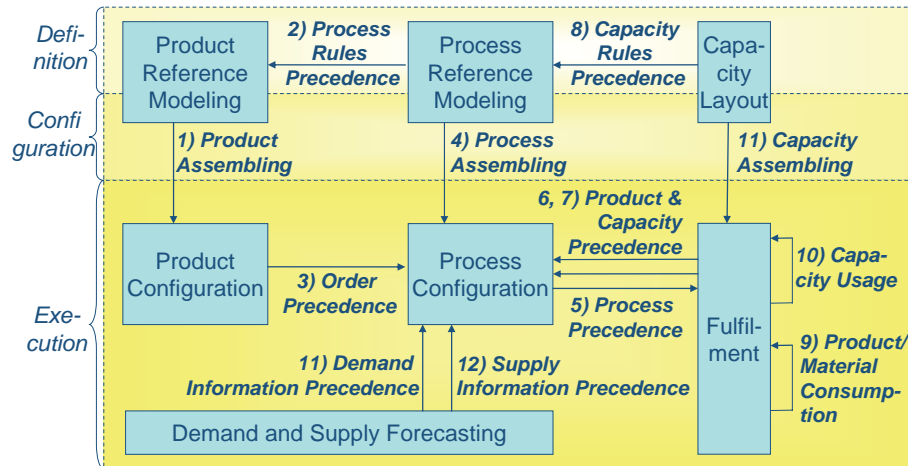 Defi-
nition
Product
Reference
Modeling
2) Process
Rules
Precedence
Process
Reference
Modeling
8) Capacity
Rules
Precedence
Capa-
city
Layout
Confi
guration
1) Product
Assembling
4) Process
Assembling
11) Capacity
Assembling
Exe-
cution
Product
Configuration
3) Order
Precedence
Process
Configuration
6, 7) Product &
Capacity
Precedence
5) Process
Precedence
Fulfil-
ment
10) Capa-
city Usage
9) Product/
Material
Consump-
tion
11) Demand
Information Precedence
12) Supply
Information Precedence
Demand and Supply Forecasting